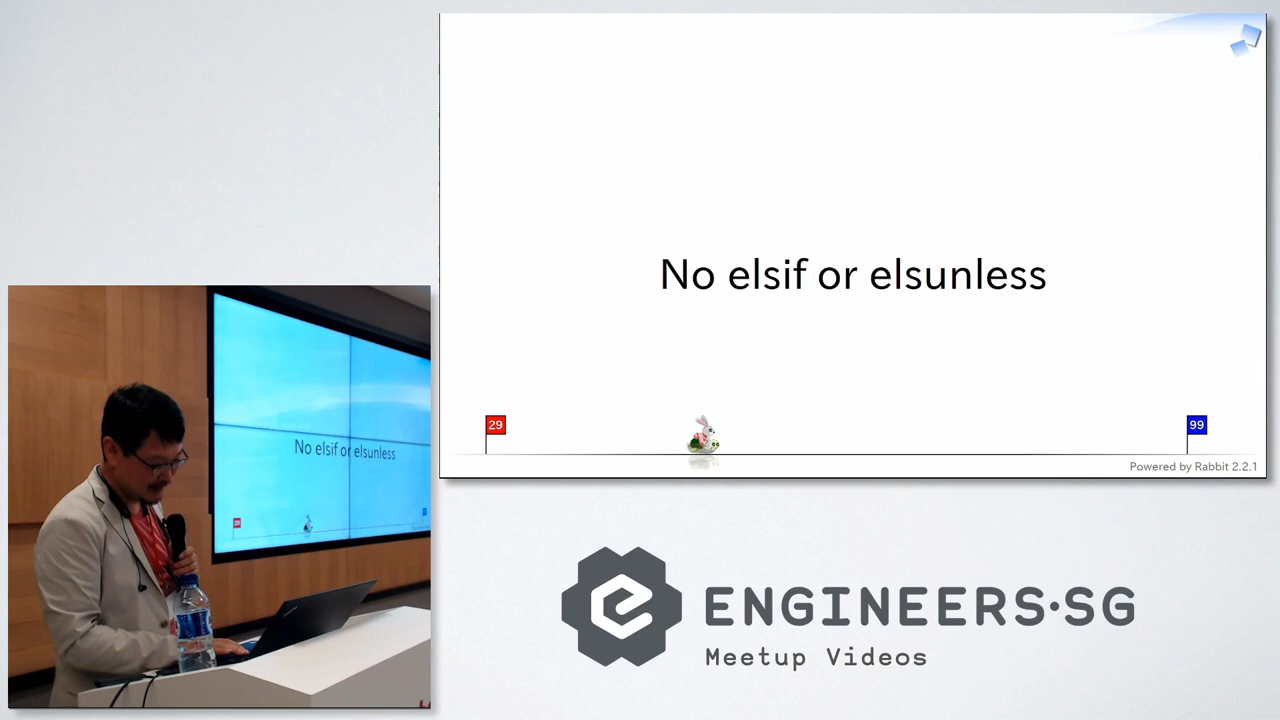 No elsif or elsunless
29
99
Powered by Rabbit 2.2.1
No elsif or elsunless
29
ENGINEERS·SG
Meetup Videos